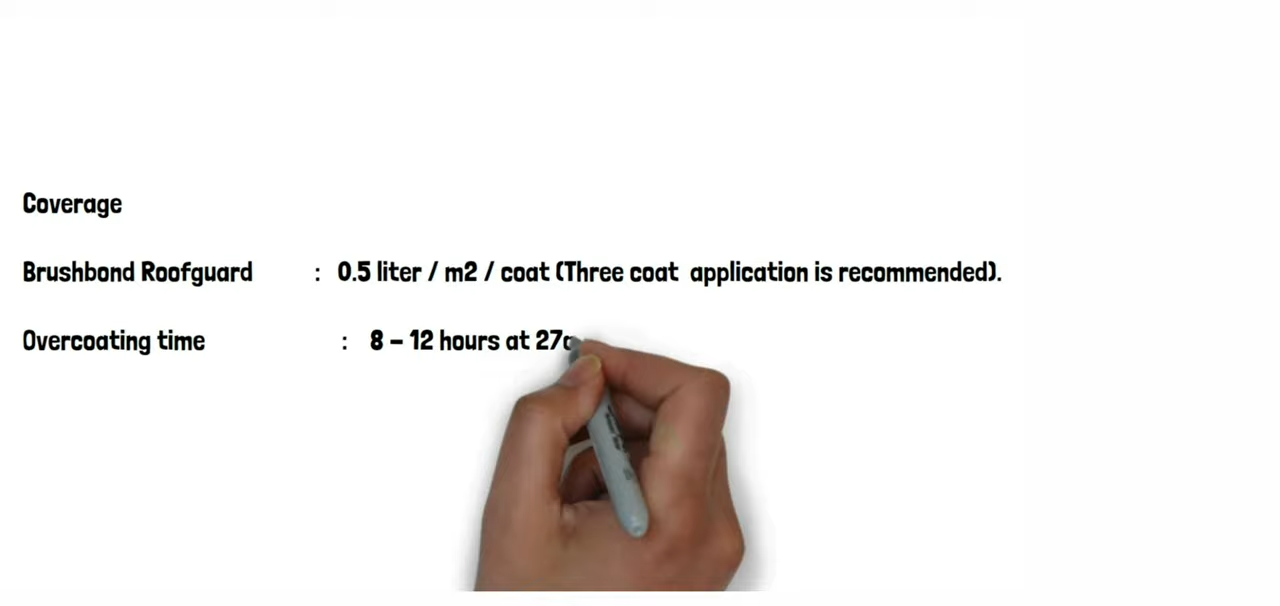 Coverage
Brushbond Roofguard : 0.5 liter / m2 / coat (Three coat application is recommended).
Overcoating time : 8 – 12 hours at 27